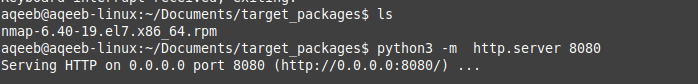 Keyboard interrupt received, exiting.
aqeeb@aqeeb-linux:~/Documents/target_packages$ ls
nmap-6.40-19.el7.x86_64.rpm
aqeeb@aqeeb-linux:~/Documents/target_packages$ python3 -m  http.server 8080
Serving HTTP on 0.0.0.0 port 8080 (http://0.0.0.0:8080/) ...